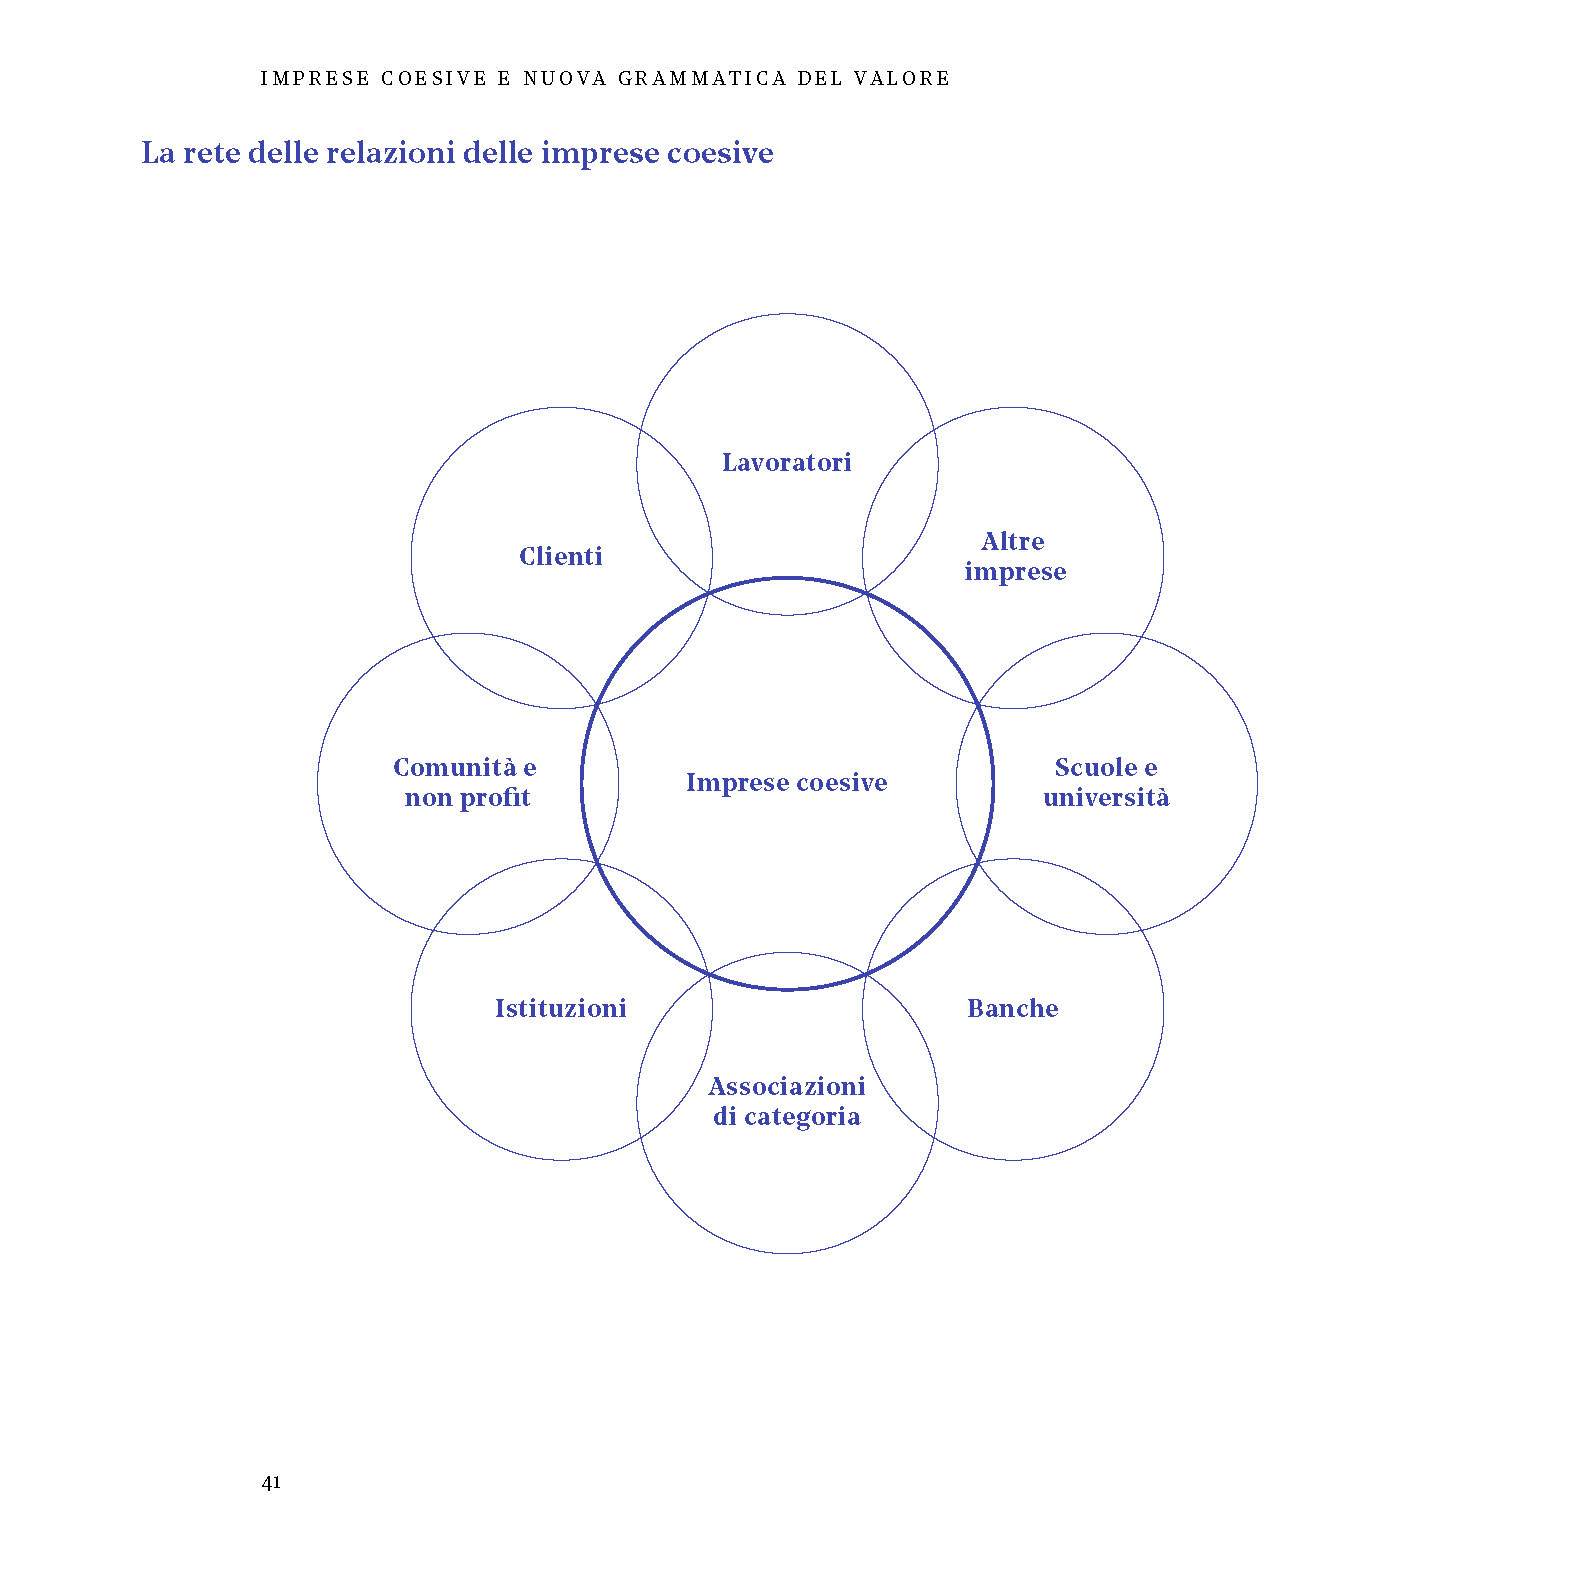 IMPRESE COESIVE E NUOVA GRAMMATICA DEL VALORE
La rete delle relazioni delle imprese coesive
Lavoratori
Clienti
Altre
imprese
Comunità e
non profit
Imprese coesive
Scuole e
università
Istituzioni
Banche
Associazioni
di categoria
41